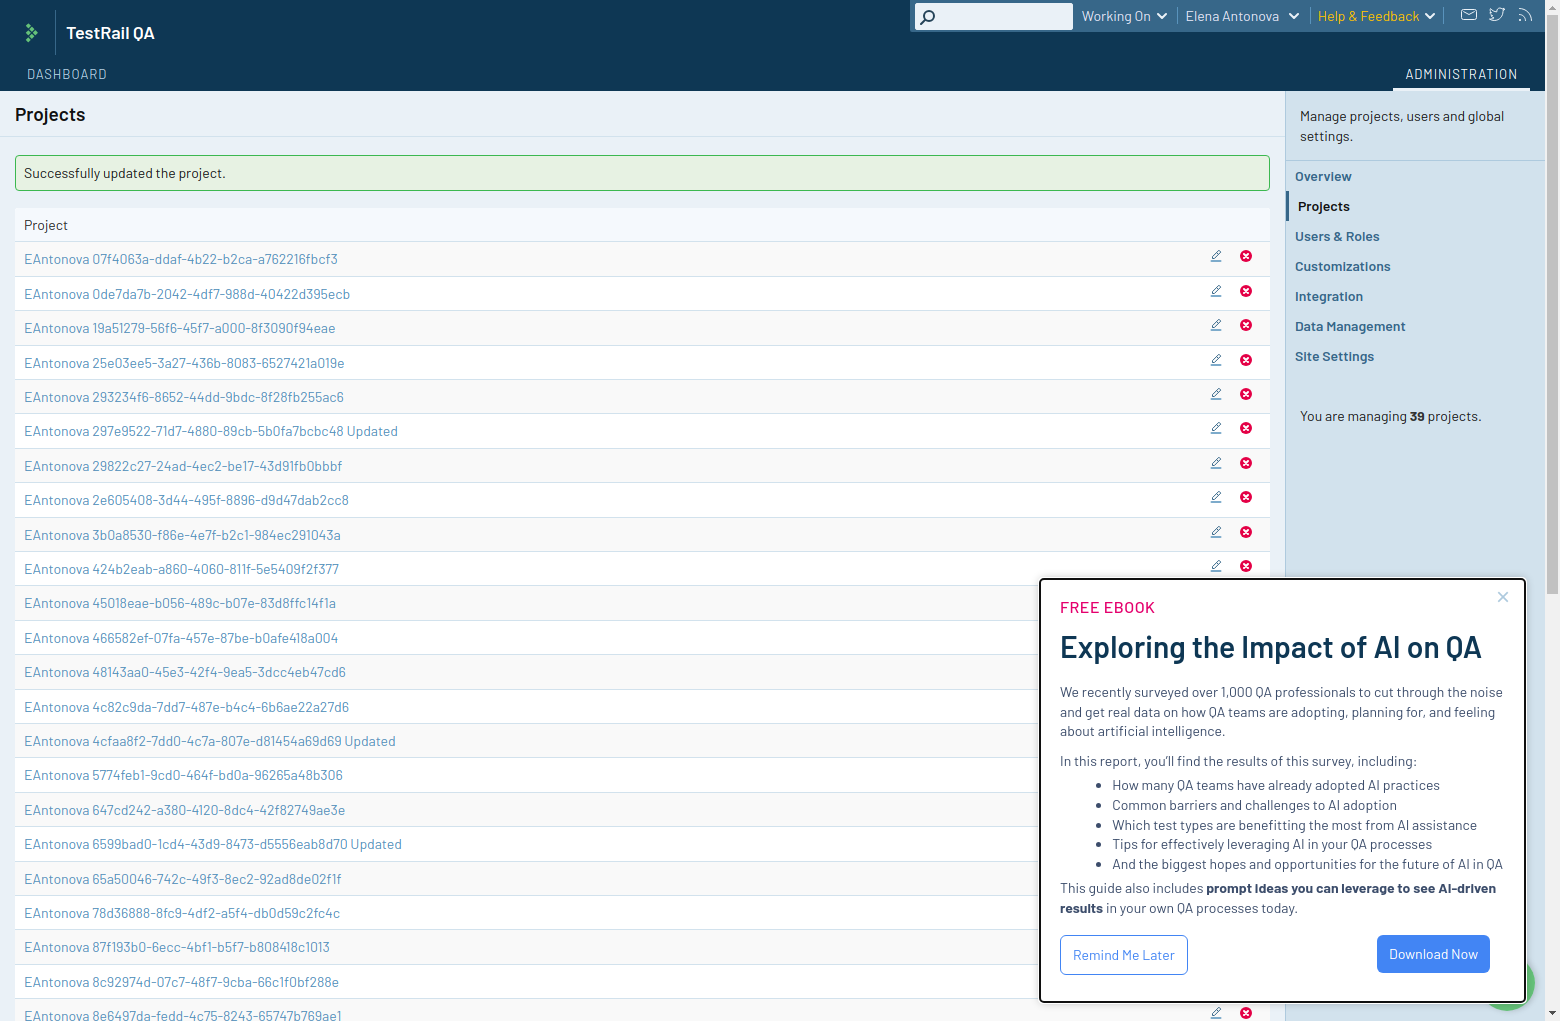 TestRail QA
Working On
Elena Antonova
Help & Feedback
DASHBOARD
ADMINISTRATION
Projects
Successfully updated the project.
Project
EAntonova 07f4063a-ddaf-4b22-b2ca-a762216fbcf3
EAntonova 0de7da7b-2042-4df7-988d-40422d395ecb
EAntonova 19a51279-56f6-45f7-a000-8f3090f94eae
EAntonova 25e03ee5-3a27-436b-8083-6527421a019e
EAntonova 293234f6-8652-44dd-9bdc-8f28fb255ac6
EAntonova 297e9522-71d7-4880-89cb-5b0fa7bcbc48 Updated
EAntonova 29822c27-24ad-4ec2-be17-43d91fb0bbbf
EAntonova 2e605408-3d44-495f-8896-d9d47dab2cc8
EAntonova 3b0a8530-f86e-4e7f-b2c1-984ec291043a
EAntonova 424b2eab-a860-4060-811f-5e5409f2f377
EAntonova 45018eae-b056-489c-b07e-83d8ffc14f1a
EAntonova 466582ef-07fa-457e-87be-b0afe418a004
EAntonova 48143aa0-45e3-42f4-9ea5-3dcc4eb47cd6
EAntonova 4c82c9da-7dd7-487e-b4c4-6b6ae22a27d6
EAntonova 4cfaa8f2-7dd0-4c7a-807e-d81454a69d69 Updated
EAntonova 5774feb1-9cd0-464f-bd0a-96265a48b306
EAntonova 647cd242-a380-4120-8dc4-42f82749ae3e
EAntonova 6599bad0-1cd4-43d9-8473-d5556eab8d70 Updated
EAntonova 65a50046-742c-49f3-8ec2-92ad8de02f1f
EAntonova 78d36888-8fc9-4df2-a5f4-db0d59c2fc4c
EAntonova 87f193b0-6ecc-4bf1-b5f7-b808418c1013
EAntonova 8c92974d-07c7-48f7-9cba-66c1f0bf288e
EAntonova 8e6497da-fedd-4c75-8243-65747b769ae1
Manage projects, users and global
settings.
Overview
Projects
Users & Roles
Customizations
Integration
Data Management
Site Settings
You are managing 39 projects.
FREE EBOOK
Exploring the Impact of AI on QA
We recently surveyed over 1,000 QA professionals to cut through the noise
and get real data on how QA teams are adopting, planning for, and feeling
about artificial intelligence.
In this report, you'll find the results of this survey, including:
• How many QA teams have already adopted AI practices
• Common barriers and challenges to AI adoption
• Which test types are benefitting the most from AI assistance
• Tips for effectively leveraging AI in your QA processes
• And the biggest hopes and opportunities for the future of AI in QA
This guide also includes prompt ideas you can leverage to see AI-driven
results in your own QA processes today.
Remind Me Later
Download Now